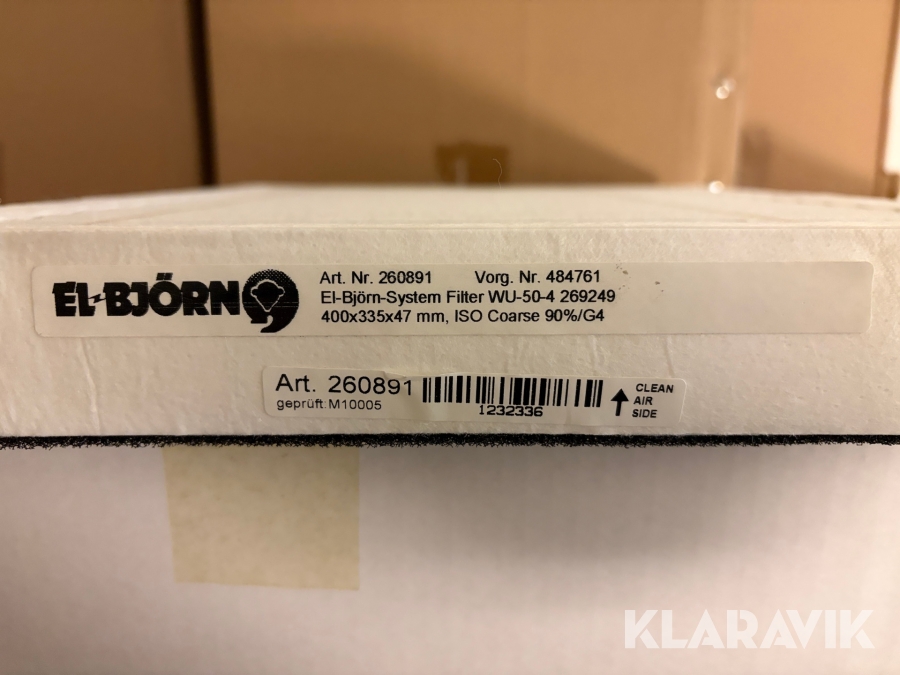 EL-BJÖRN
Art. Nr. 260891 Vorg. Nr. 484761
El-Björn-System Filter WU-50-4 269249
400x335x47 mm, ISO Coarse 90%/G4
Art. 260891
geprüft: M10005
1232336
CLEAN
AIR
SIDE
KLARAVIK